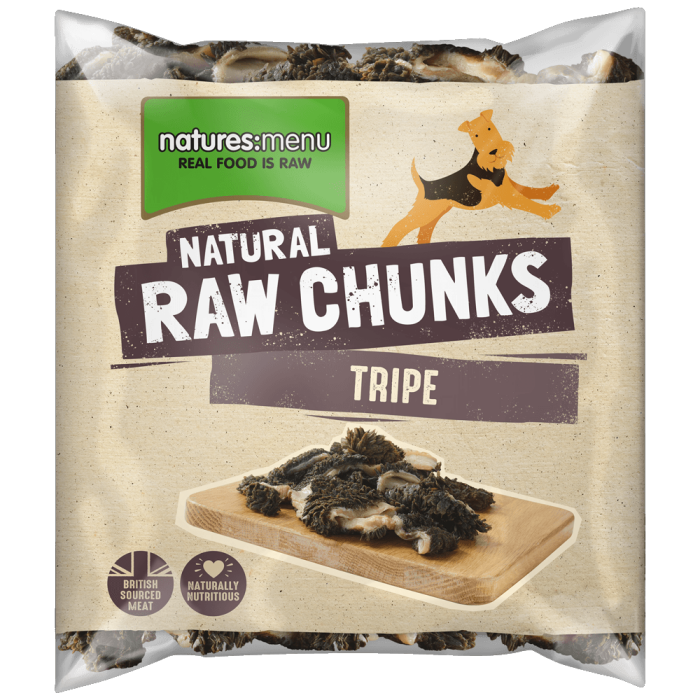 natures:menu
REAL FOOD IS RAW
NATURAL
RAW CHUNKS
TRIPE
BRITISH
SOURCED
MEAT
NATURALLY
NUTRITIOUS